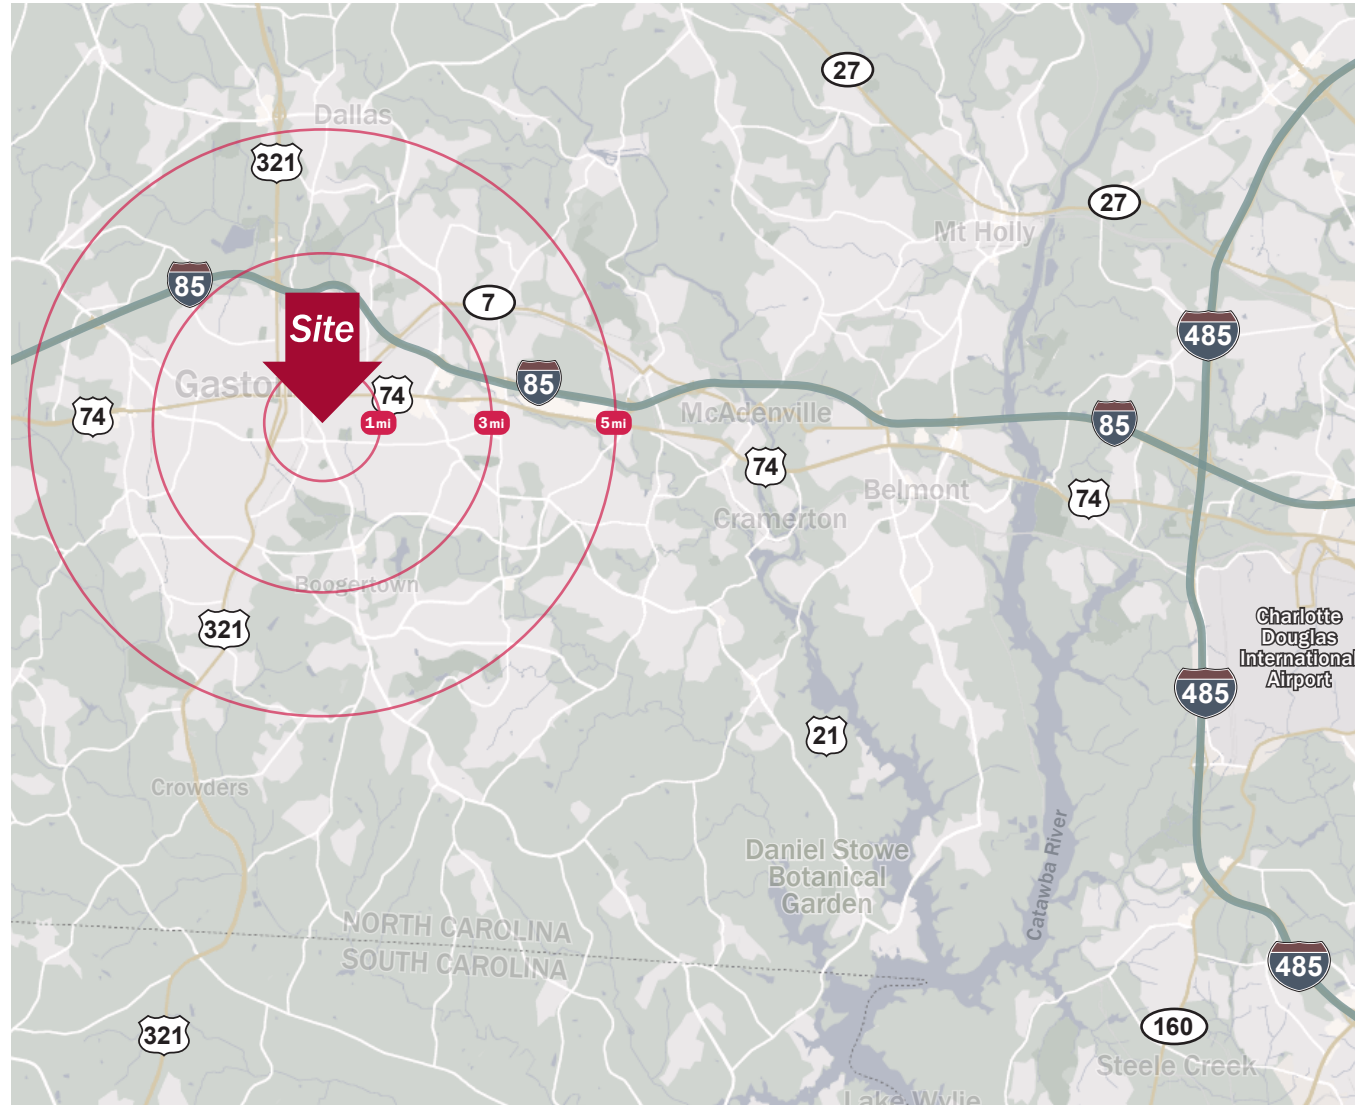 27
Dallas
321
27
Mt Holly
85
7
Site
485
85
74
74
McAdenville
1 mi
3 mi
5 mi
85
74
Belmont
74
Cramerton
Boogertown
321
Charlotte
Douglas
International
Airport
485
21
Crowders
Daniel Stowe
Botanical
Garden
Catawba River
NORTH CAROLINA
SOUTH CAROLINA
485
321
160
Steele Creek
Lake Wylie